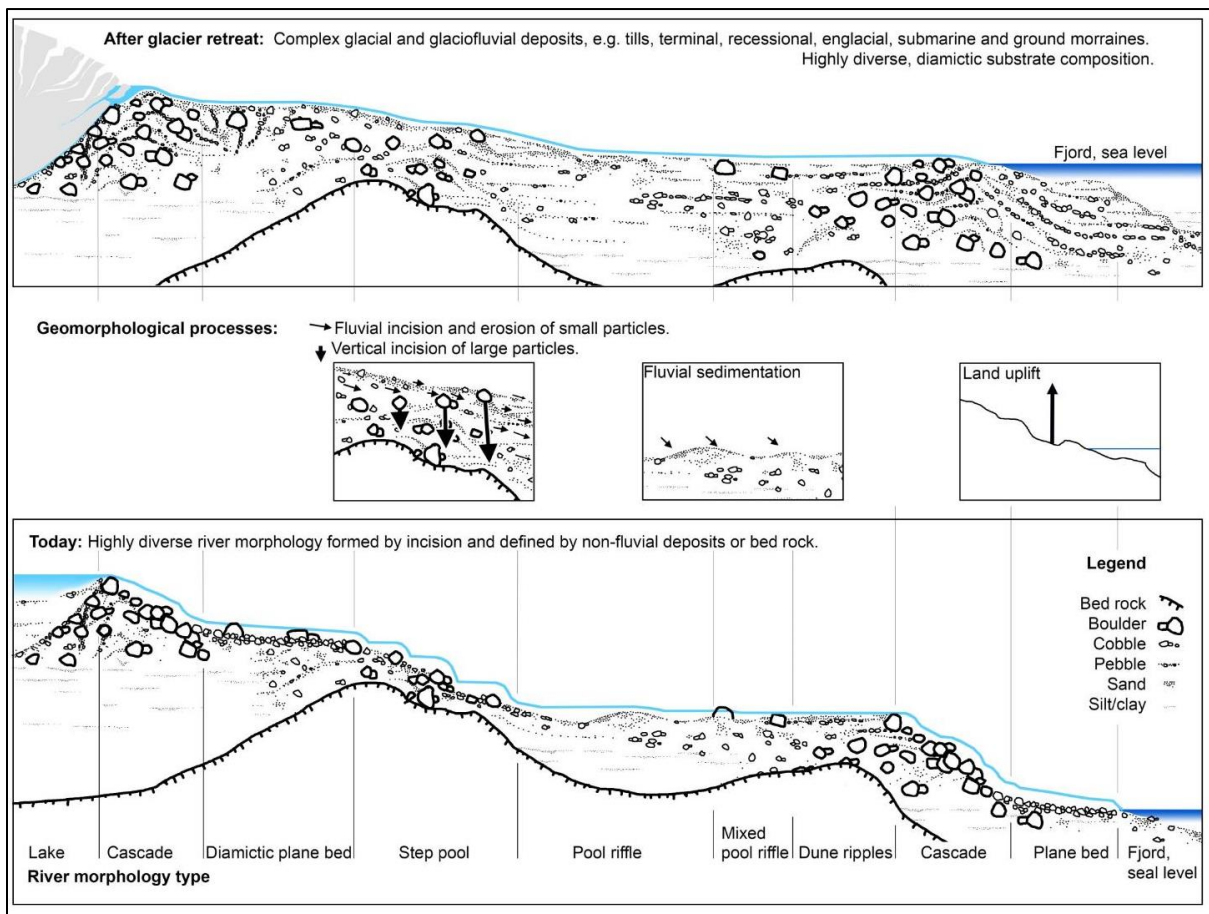 After glacier retreat: Complex glacial and glaciofluvial deposits, e.g. tills, terminal, recessional, englacial, submarine and ground morraines.
Highly diverse, diamictic substrate composition.
Fjord, sea level
Geomorphological processes:
Fluvial incision and erosion of small particles.
Vertical incision of large particles.
Fluvial sedimentation
Land uplift
Today: Highly diverse river morphology formed by incision and defined by non-fluvial deposits or bed rock.
Legend
Bed rock
Boulder
Cobble
Pebble
Sand
Silt/clay
Lake
Cascade
Diamictic plane bed
Step pool
Pool riffle
Mixed
pool riffle
Dune ripples
Cascade
Plane bed
Fjord,
seal level
River morphology type